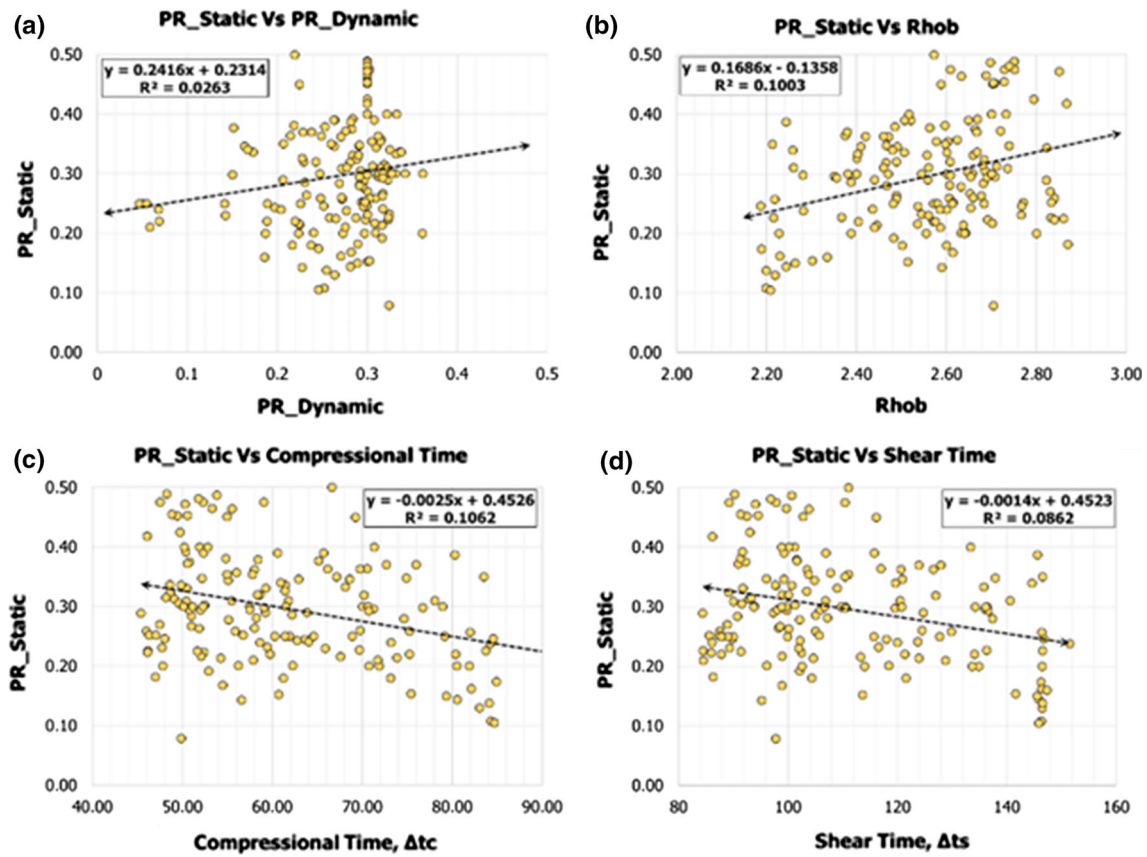 (a)
PR_Static Vs PR_Dynamic
y = 0.2416x + 0.2314
R² = 0.0263
PR_Static
0.50
0.40
0.30
0.20
0.10
0.00
0
0.1
0.2
0.3
0.4
0.5
PR_Dynamic
(b)
PR_Static Vs Rhob
y = 0.1686x - 0.1358
R² = 0.1003
PR_Static
0.50
0.40
0.30
0.20
0.10
0.00
2.00
2.20
2.40
2.60
2.80
3.00
Rhob
(c)
PR_Static Vs Compressional Time
y = -0.0025x + 0.4526
R² = 0.1062
PR_Static
0.50
0.40
0.30
0.20
0.10
0.00
40.00
50.00
60.00
70.00
80.00
90.00
Compressional Time, Δtc
(d)
PR_Static Vs Shear Time
y = -0.0014x + 0.4523
R² = 0.0862
PR_Static
0.50
0.40
0.30
0.20
0.10
0.00
80
100
120
140
160
Shear Time, Δts